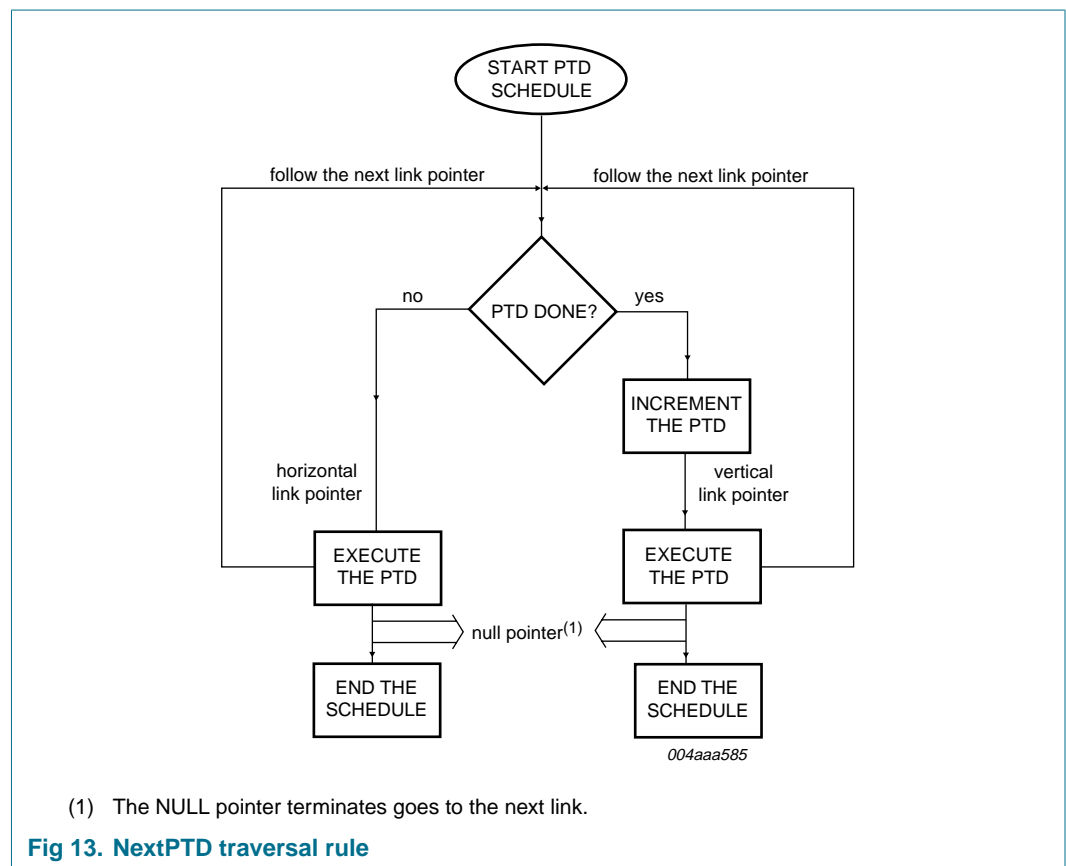 START PTD
SCHEDULE
follow the next link pointer
follow the next link pointer
no
PTD DONE?
yes
INCREMENT
THE PTD
horizontal
link pointer
vertical
link pointer
EXECUTE
THE PTD
EXECUTE
THE PTD
null pointer(1)
END THE
SCHEDULE
END THE
SCHEDULE
004aaa585
(1) The NULL pointer terminates goes to the next link.
Fig 13. NextPTD traversal rule